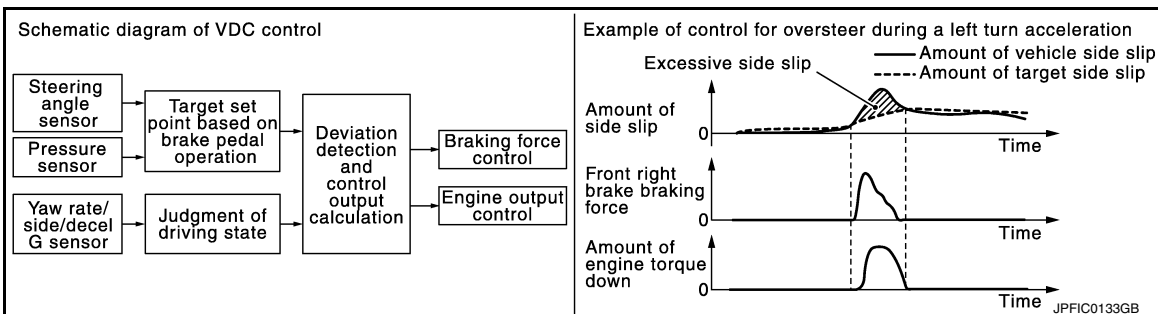 Schematic diagram of VDC control
Steering
angle
sensor
Pressure
sensor
Yaw rate/
side/decel
G sensor
Target set
point based on
brake pedal
operation
Judgment of
driving state
Deviation
detection
and
control
output
calculation
Braking force
control
Engine output
control
Example of control for oversteer during a left turn acceleration
Amount of vehicle side slip
Amount of target side slip
Excessive side slip
Amount of
side slip
0
Time
Front right
brake braking
force
0
Time
Amount of
engine torque
down
0
Time
JPFIC0133GB